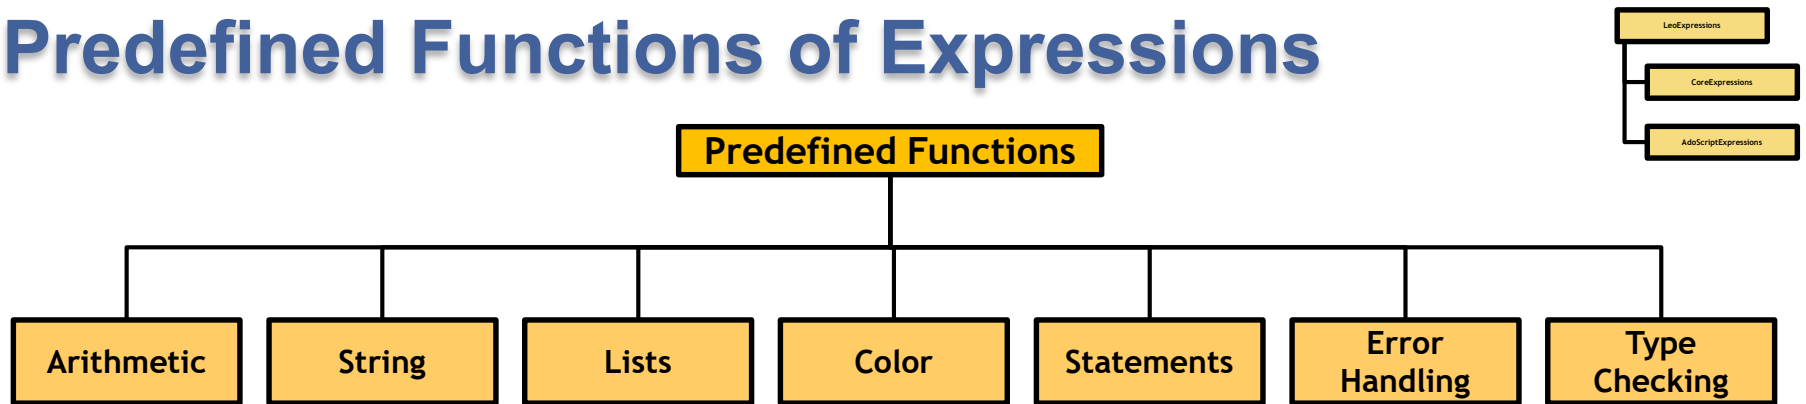 Predefined Functions of Expressions
LeoExpressions
CoreExpressions
AdoScriptExpressions
Predefined Functions
Arithmetic
String
Lists
Color
Statements
Error
Handling
Type
Checking